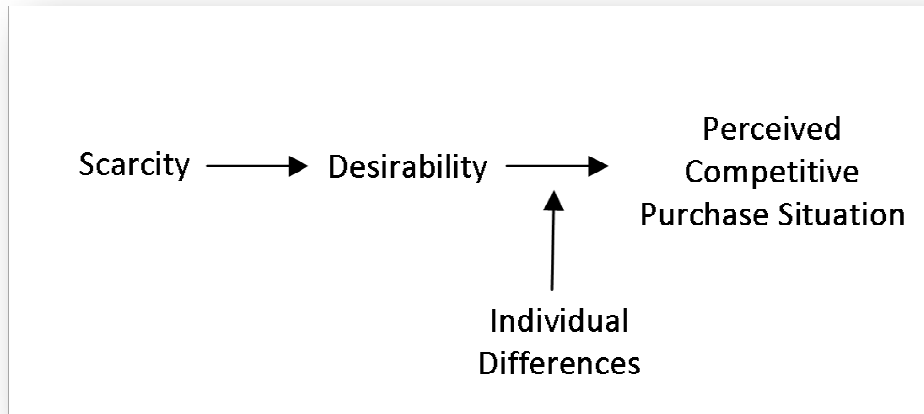 Scarcity
Desirability
Perceived
Competitive
Purchase Situation
Individual
Differences